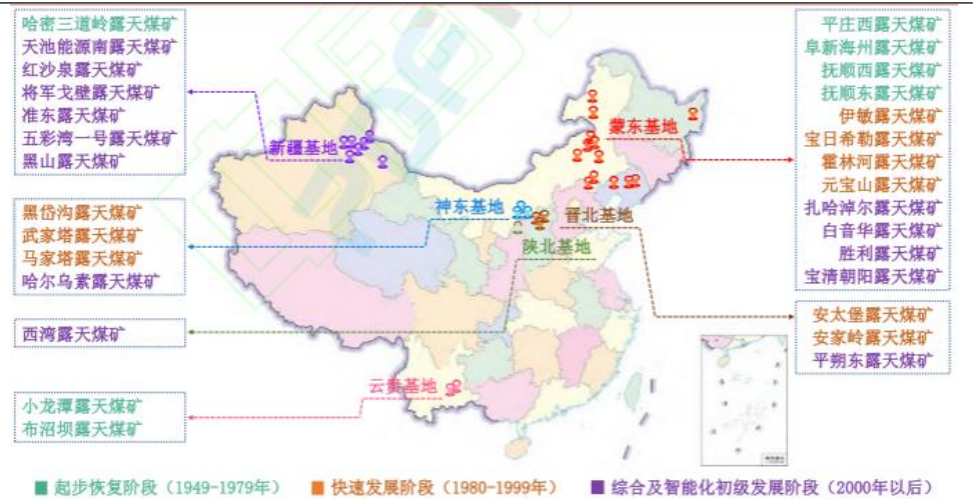 哈密三道岭露天煤矿
天池能源南露天煤矿
红沙泉露天煤矿
将军戈壁露天煤矿
准东露天煤矿
五彩湾一号露天煤矿
黑山露天煤矿
黑岱沟露天煤矿
武家塔露天煤矿
马家塔露天煤矿
哈尔乌素露天煤矿
西湾露天煤矿
小龙潭露天煤矿
布沼坝露天煤矿
新疆基地
蒙东基地
神东基地
晋北基地
陕北基地
云贵基地
平庄西露天煤矿
阜新海州露天煤矿
抚顺西露天煤矿
抚顺东露天煤矿
伊敏露天煤矿
宝日希勒露天煤矿
霍林河露天煤矿
元宝山露天煤矿
扎哈淖尔露天煤矿
白音华露天煤矿
胜利露天煤矿
宝清朝阳露天煤矿
安太堡露天煤矿
安家岭露天煤矿
平朔东露天煤矿
起步恢复阶段（1949-1979年） 快速发展阶段（1980-1999年） 综合及智能化初级发展阶段（2000年以后）